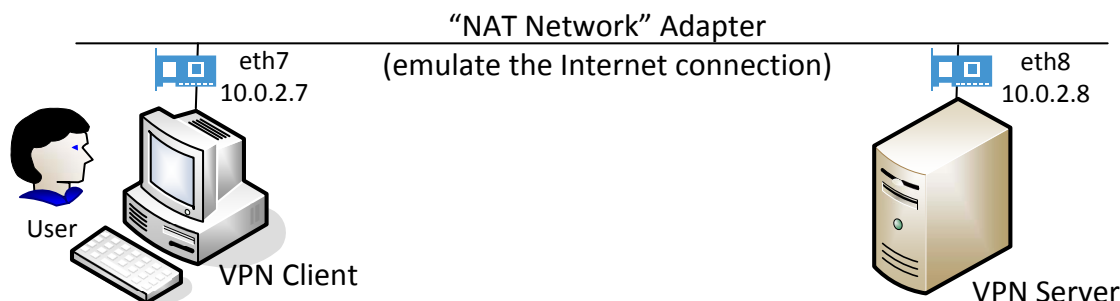 “NAT Network” Adapter
(emulate the Internet connection)
eth7
10.0.2.7
eth8
10.0.2.8
User
VPN Client
VPN Server